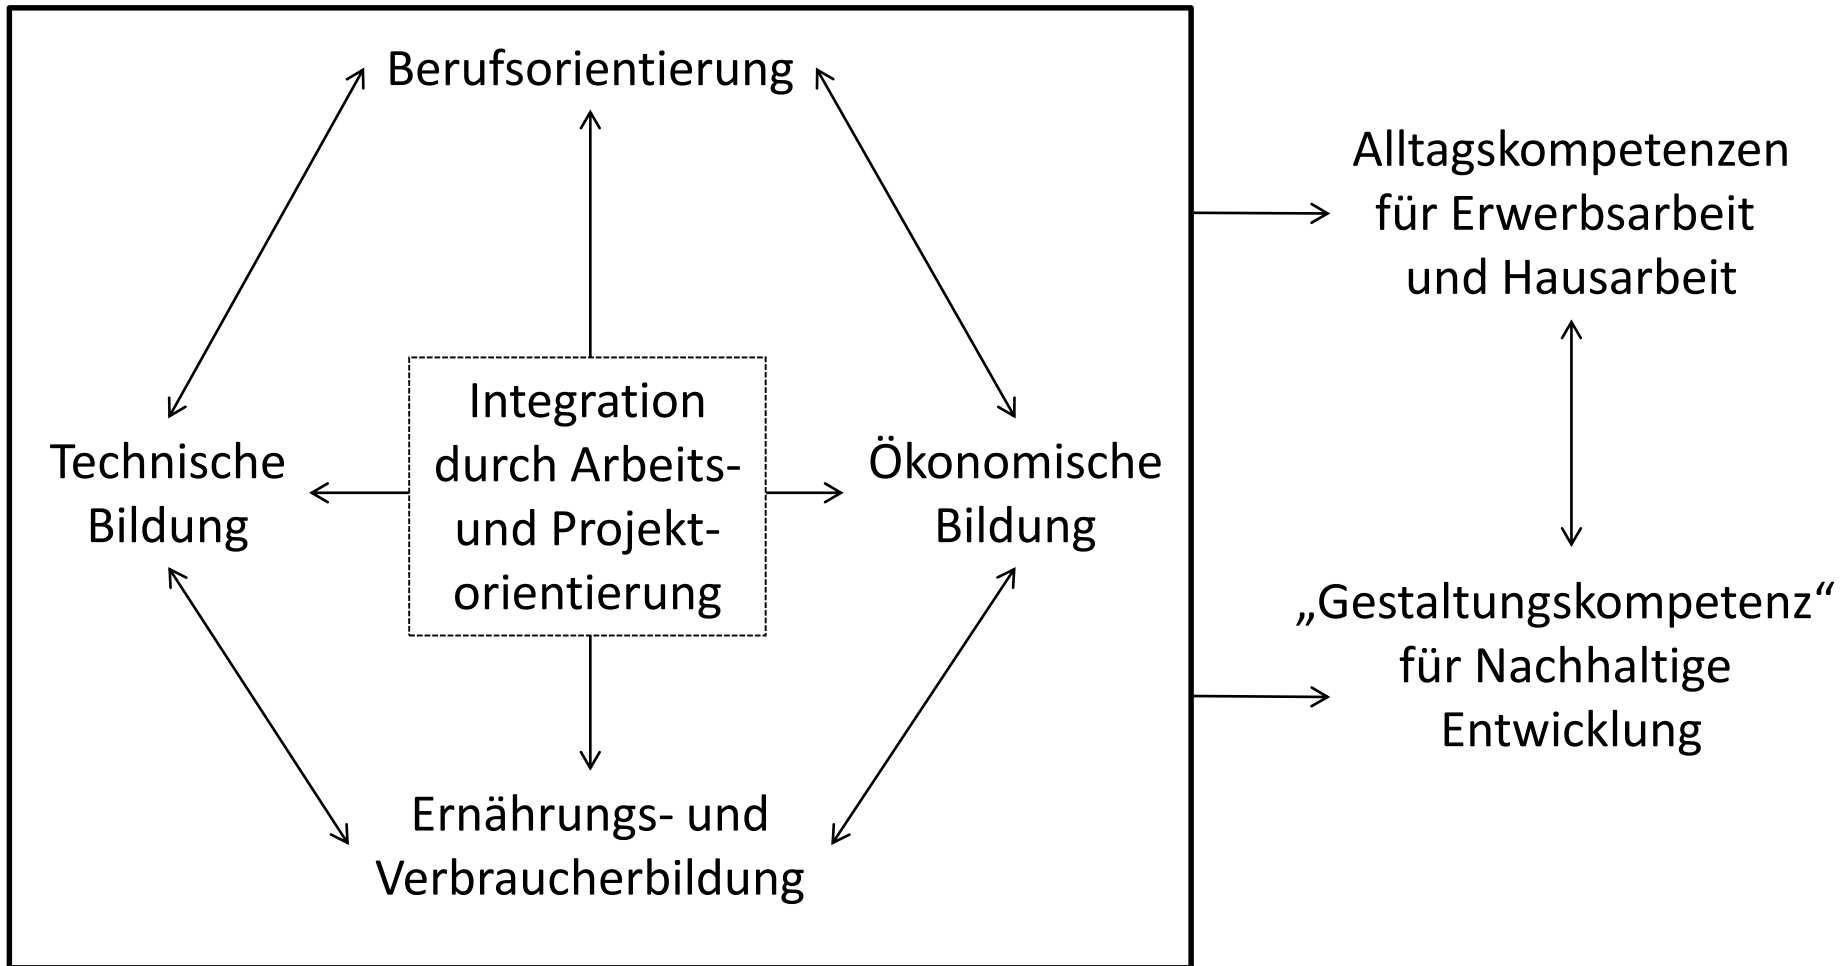 Berufsorientierung
Technische
Bildung
Integration
durch Arbeits-
und Projekt-
orientierung
Ökonomische
Bildung
Ernährungs- und
Verbraucherbildung
Alltagskompetenzen
für Erwerbsarbeit
und Hausarbeit
„Gestaltungskompetenz“
für Nachhaltige
Entwicklung